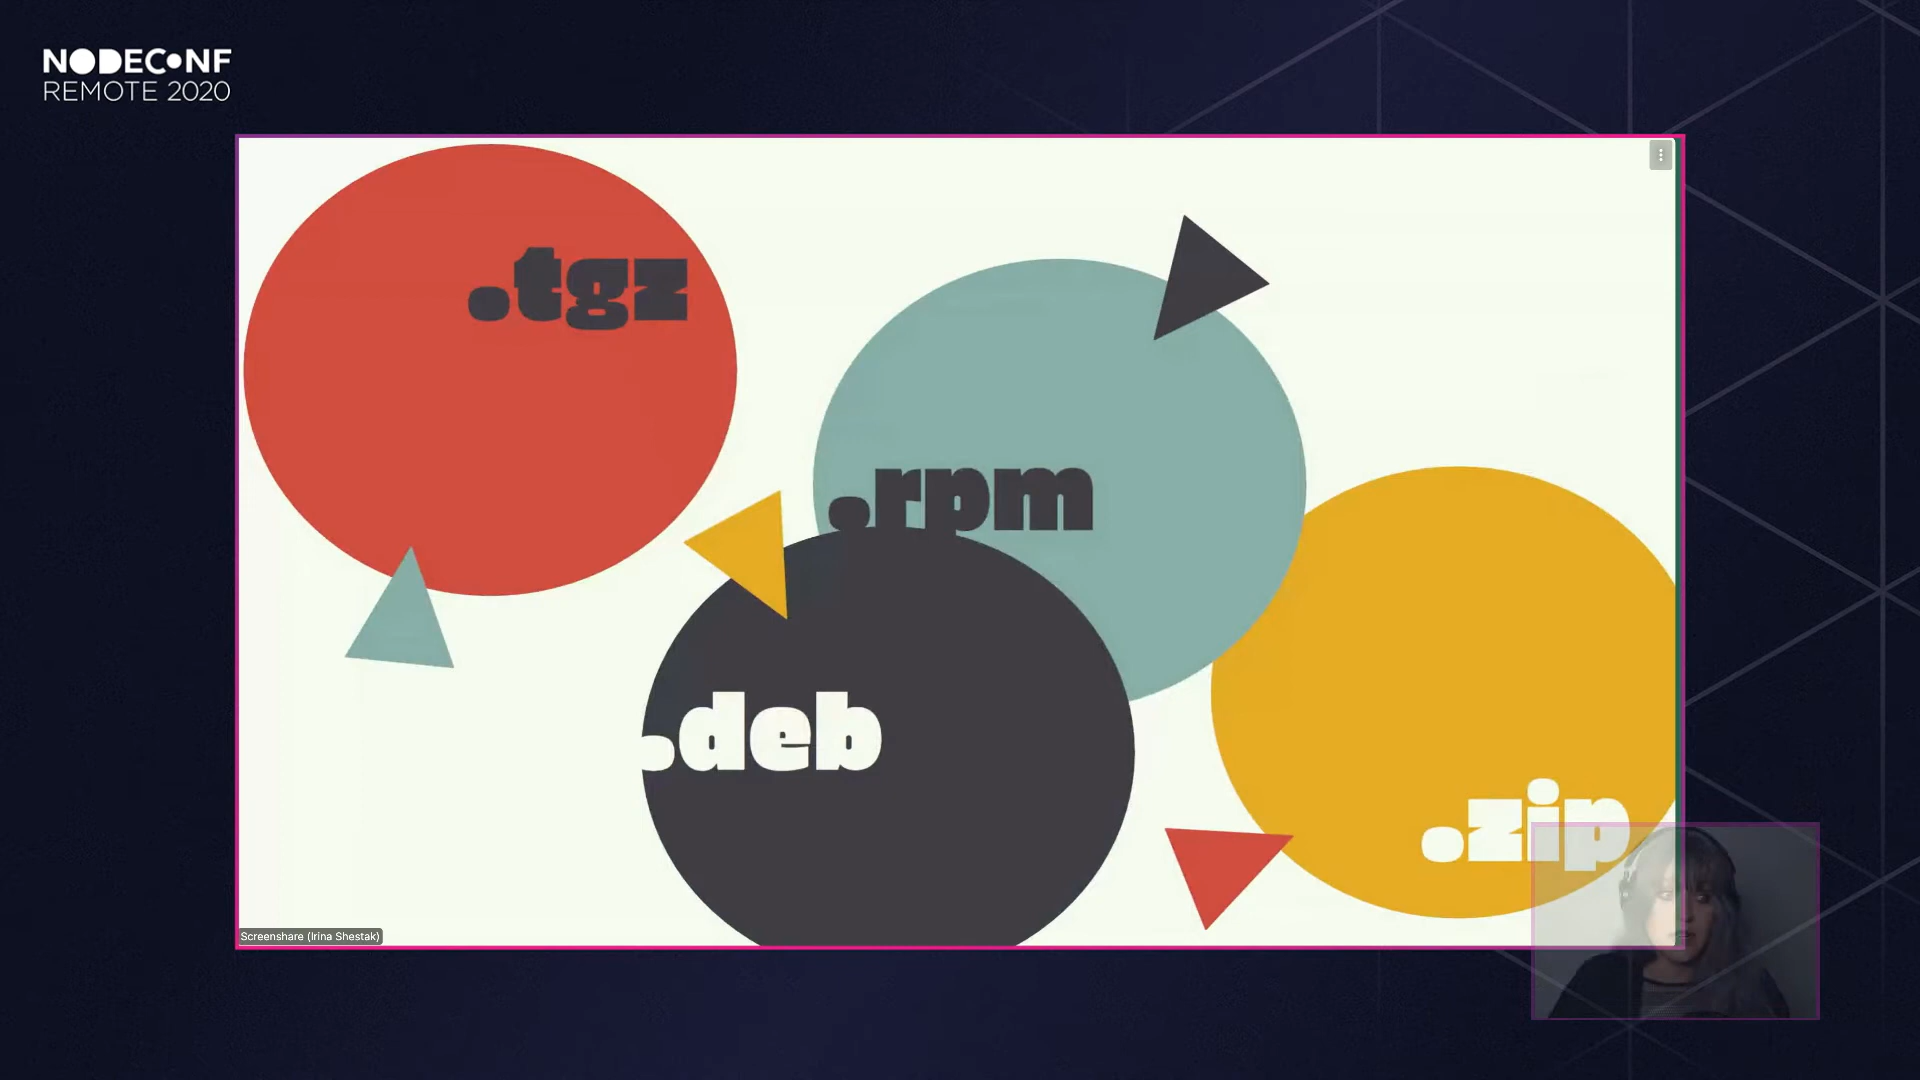 NODECONF
REMOTE 2020
.tgz
.rpm
.deb
.zip
Screenshare (Irina Shestak)